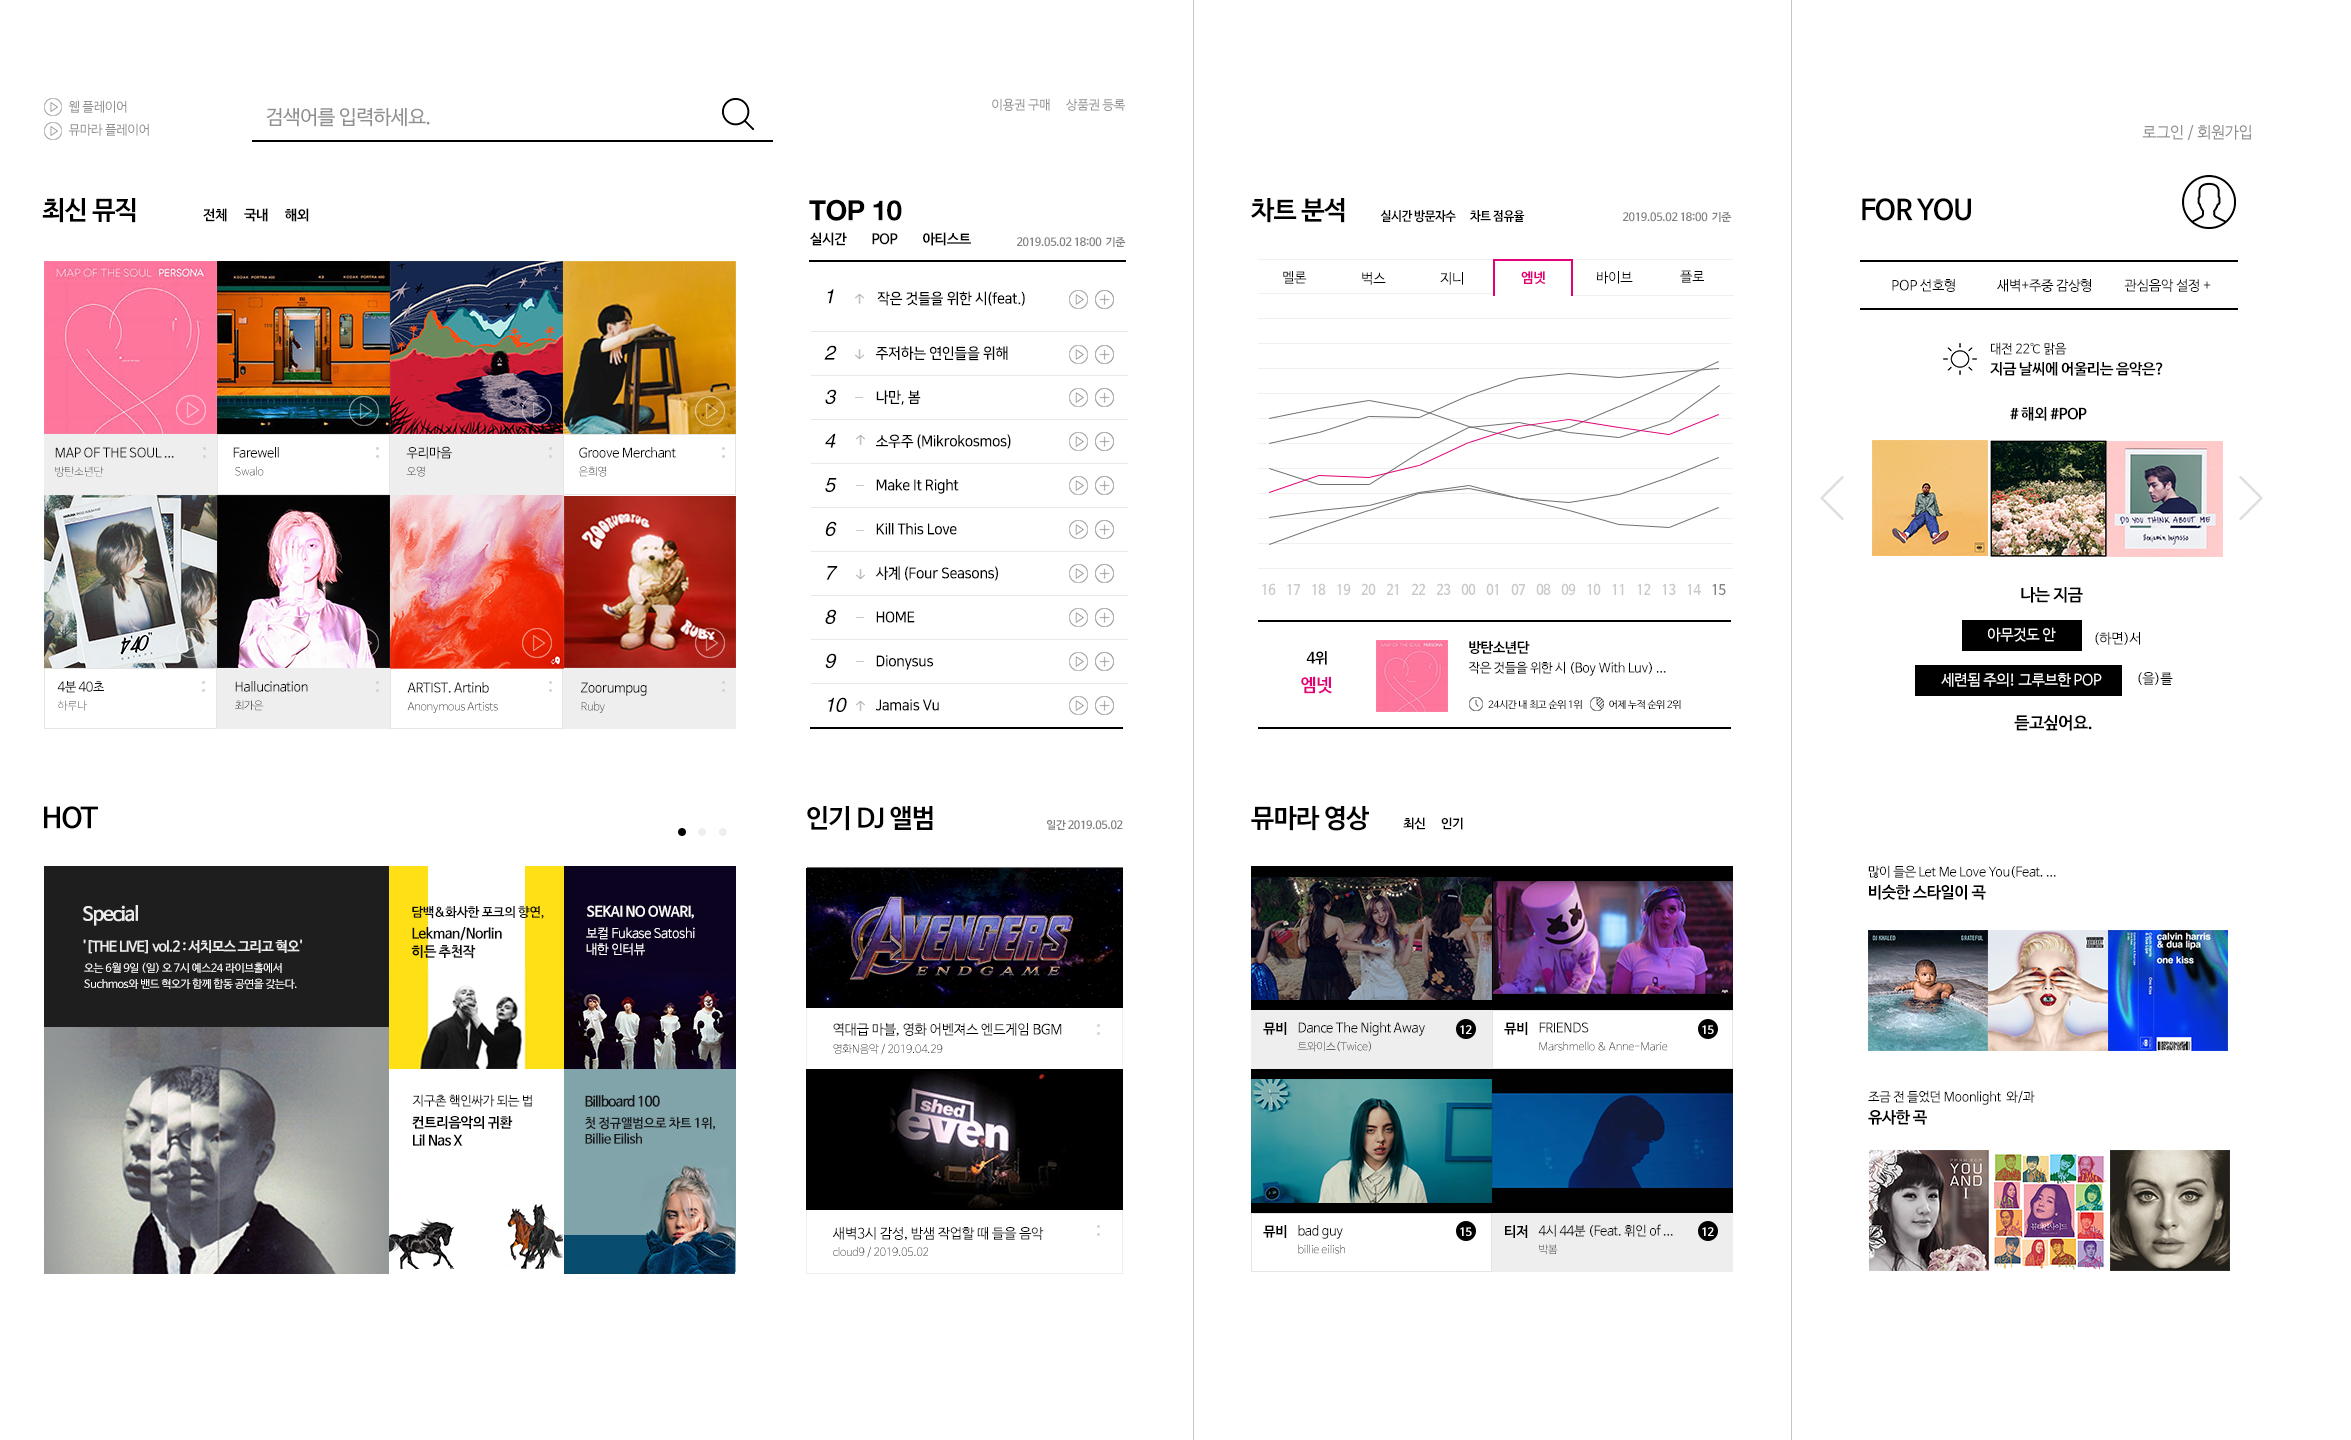 웹 플레이어
뮤마라 플레이어
검색어를 입력하세요.
이용권 구매
상품권 등록
로그인 / 회원가입
최신 뮤직
전체
국내
해외
MAP OF THE SOUL PERSONA
MAP OF THE SOUL ...
방탄소년단
Farewell
Swalo
우리마음
오영
Groove Merchant
은희영
ZOORUMPUG
RUBY
4분 40초
하루나
Hallucination
최가은
ARTIST. Artinb
Anonymous Artists
Zoorumpug
Ruby
TOP 10
실시간
POP
아티스트
2019.05.02 18:00 기준
1 작은 것들을 위한 시(feat.)
2 주저하는 연인들을 위해
3 나만, 봄
4 소우주 (Mikrokosmos)
5 Make It Right
6 Kill This Love
7 사계 (Four Seasons)
8 HOME
9 Dionysus
10 Jamais Vu
차트 분석
실시간 방문자수
차트 점유율
2019.05.02 18:00 기준
멜론
벅스
지니
엠넷
바이브
플로
16 17 18 19 20 21 22 23 00 01 07 08 09 10 11 12 13 14 15
4위
엠넷
방탄소년단
작은 것들을 위한 시 (Boy With Luv) ...
24시간 내 최고 순위 1위
어제 누적 순위 2위
FOR YOU
POP 선호형
새벽+주중 감상형
관심음악 설정 +
대전 22℃ 맑음
지금 날씨에 어울리는 음악은?
# 해외 #POP
DO YOU THINK ABOUT ME
Benjamin Ingrosso
나는 지금
아무것도 안
(하면)서
세련됨 주의! 그루브한 POP
(을)를
듣고싶어요.
HOT
Special
'[THE LIVE] vol.2 : 서치모스 그리고 혁오'
오는 6월 9일 (일) 오 7시 예스24 라이브홀에서
Suchmos와 밴드 혁오가 함께 합동 공연을 갖는다.
담백&화사한 포크의 향연,
Lekman/Norlin
히든 추천작
SEKAI NO OWARI,
보컬 Fukase Satoshi
내한 인터뷰
지구촌 핵인싸가 되는 법
컨트리음악의 귀환
Lil Nas X
Billboard 100
첫 정규앨범으로 차트 1위,
Billie Eilish
인기 DJ 앨범
일간 2019.05.02
AVENGERS
ENDGAME
역대급 마블, 영화 어벤져스 엔드게임 BGM
영화N음악 / 2019.04.29
shed
even
새벽3시 감성, 밤샘 작업할 때 들을 음악
cloud9 / 2019.05.02
뮤마라 영상
최신
인기
뮤비 Dance The Night Away 12
트와이스(Twice)
뮤비 FRIENDS 15
Marshmello & Anne-Marie
뮤비 bad guy 15
billie eilish
티저 4시 44분 (Feat. 휘인 of ... 12
박봄
많이 들은 Let Me Love You(Feat. ...
비슷한 스타일이 곡
DJ KHALED
GRATEFUL
calvin harris
& dua lipa
one kiss
조금 전 들었던 Moonlight 와/과
유사한 곡
YOU
AND
I
뷰티인사이드